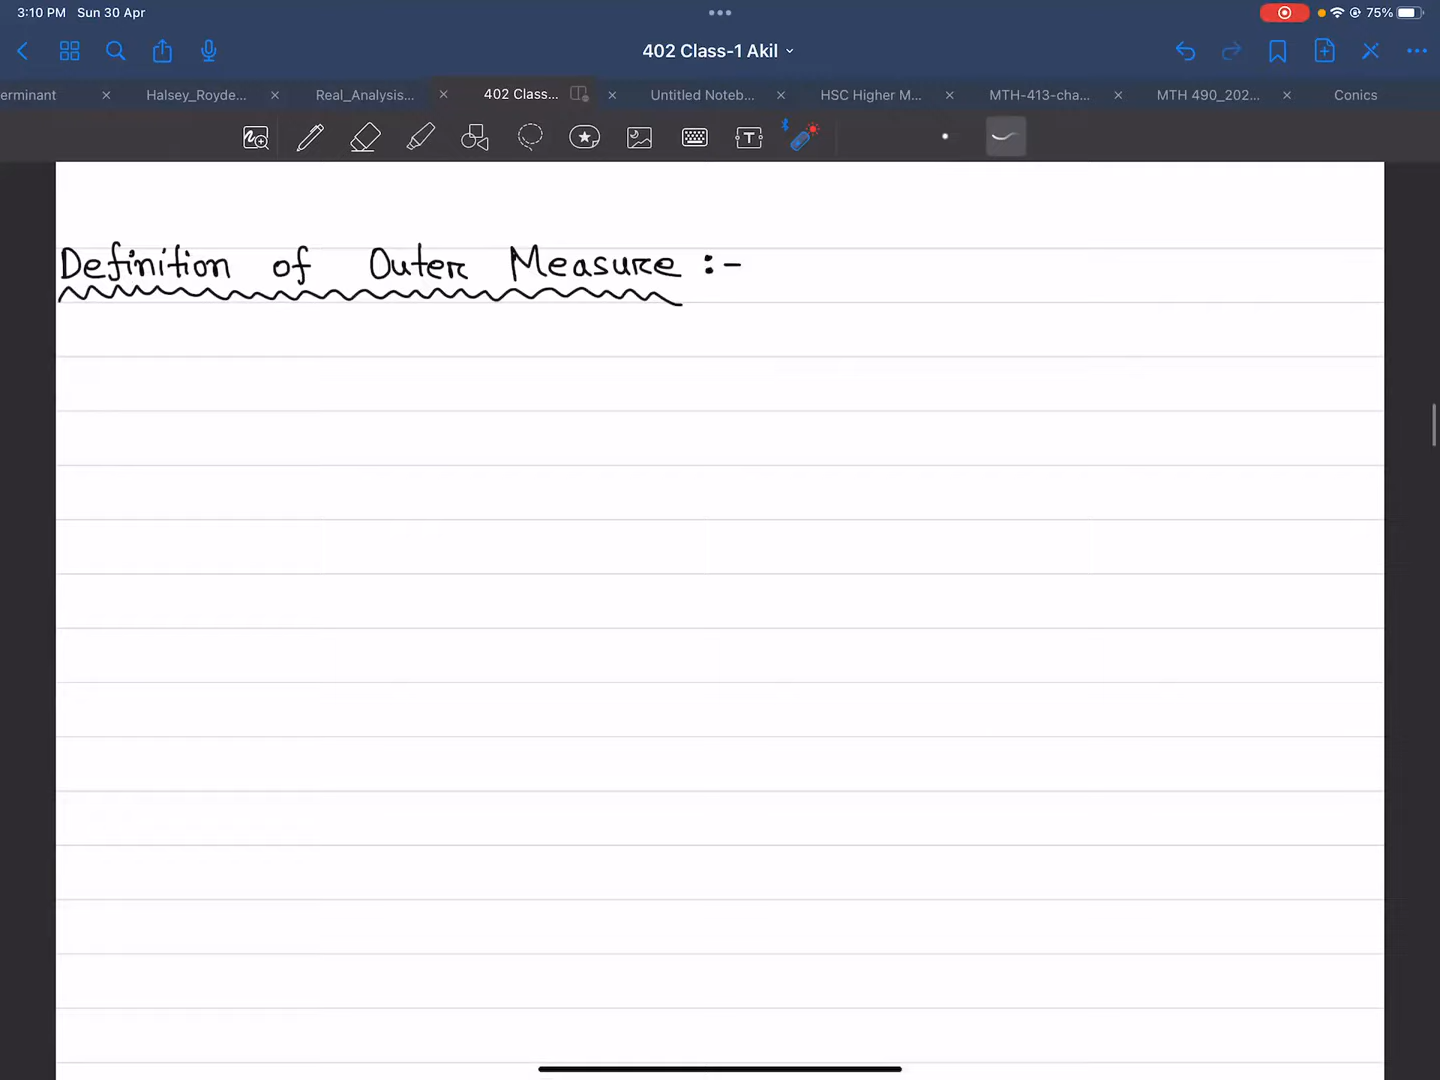 3:10 PM Sun 30 Apr 75%
402 Class-1 Akil
erminant Halsey_Royde... Real_Analysis... 402 Class... Untitled Noteb... HSC Higher M... MTH-413-cha... MTH 490_202... Conics
Definition of Outer Measure :-